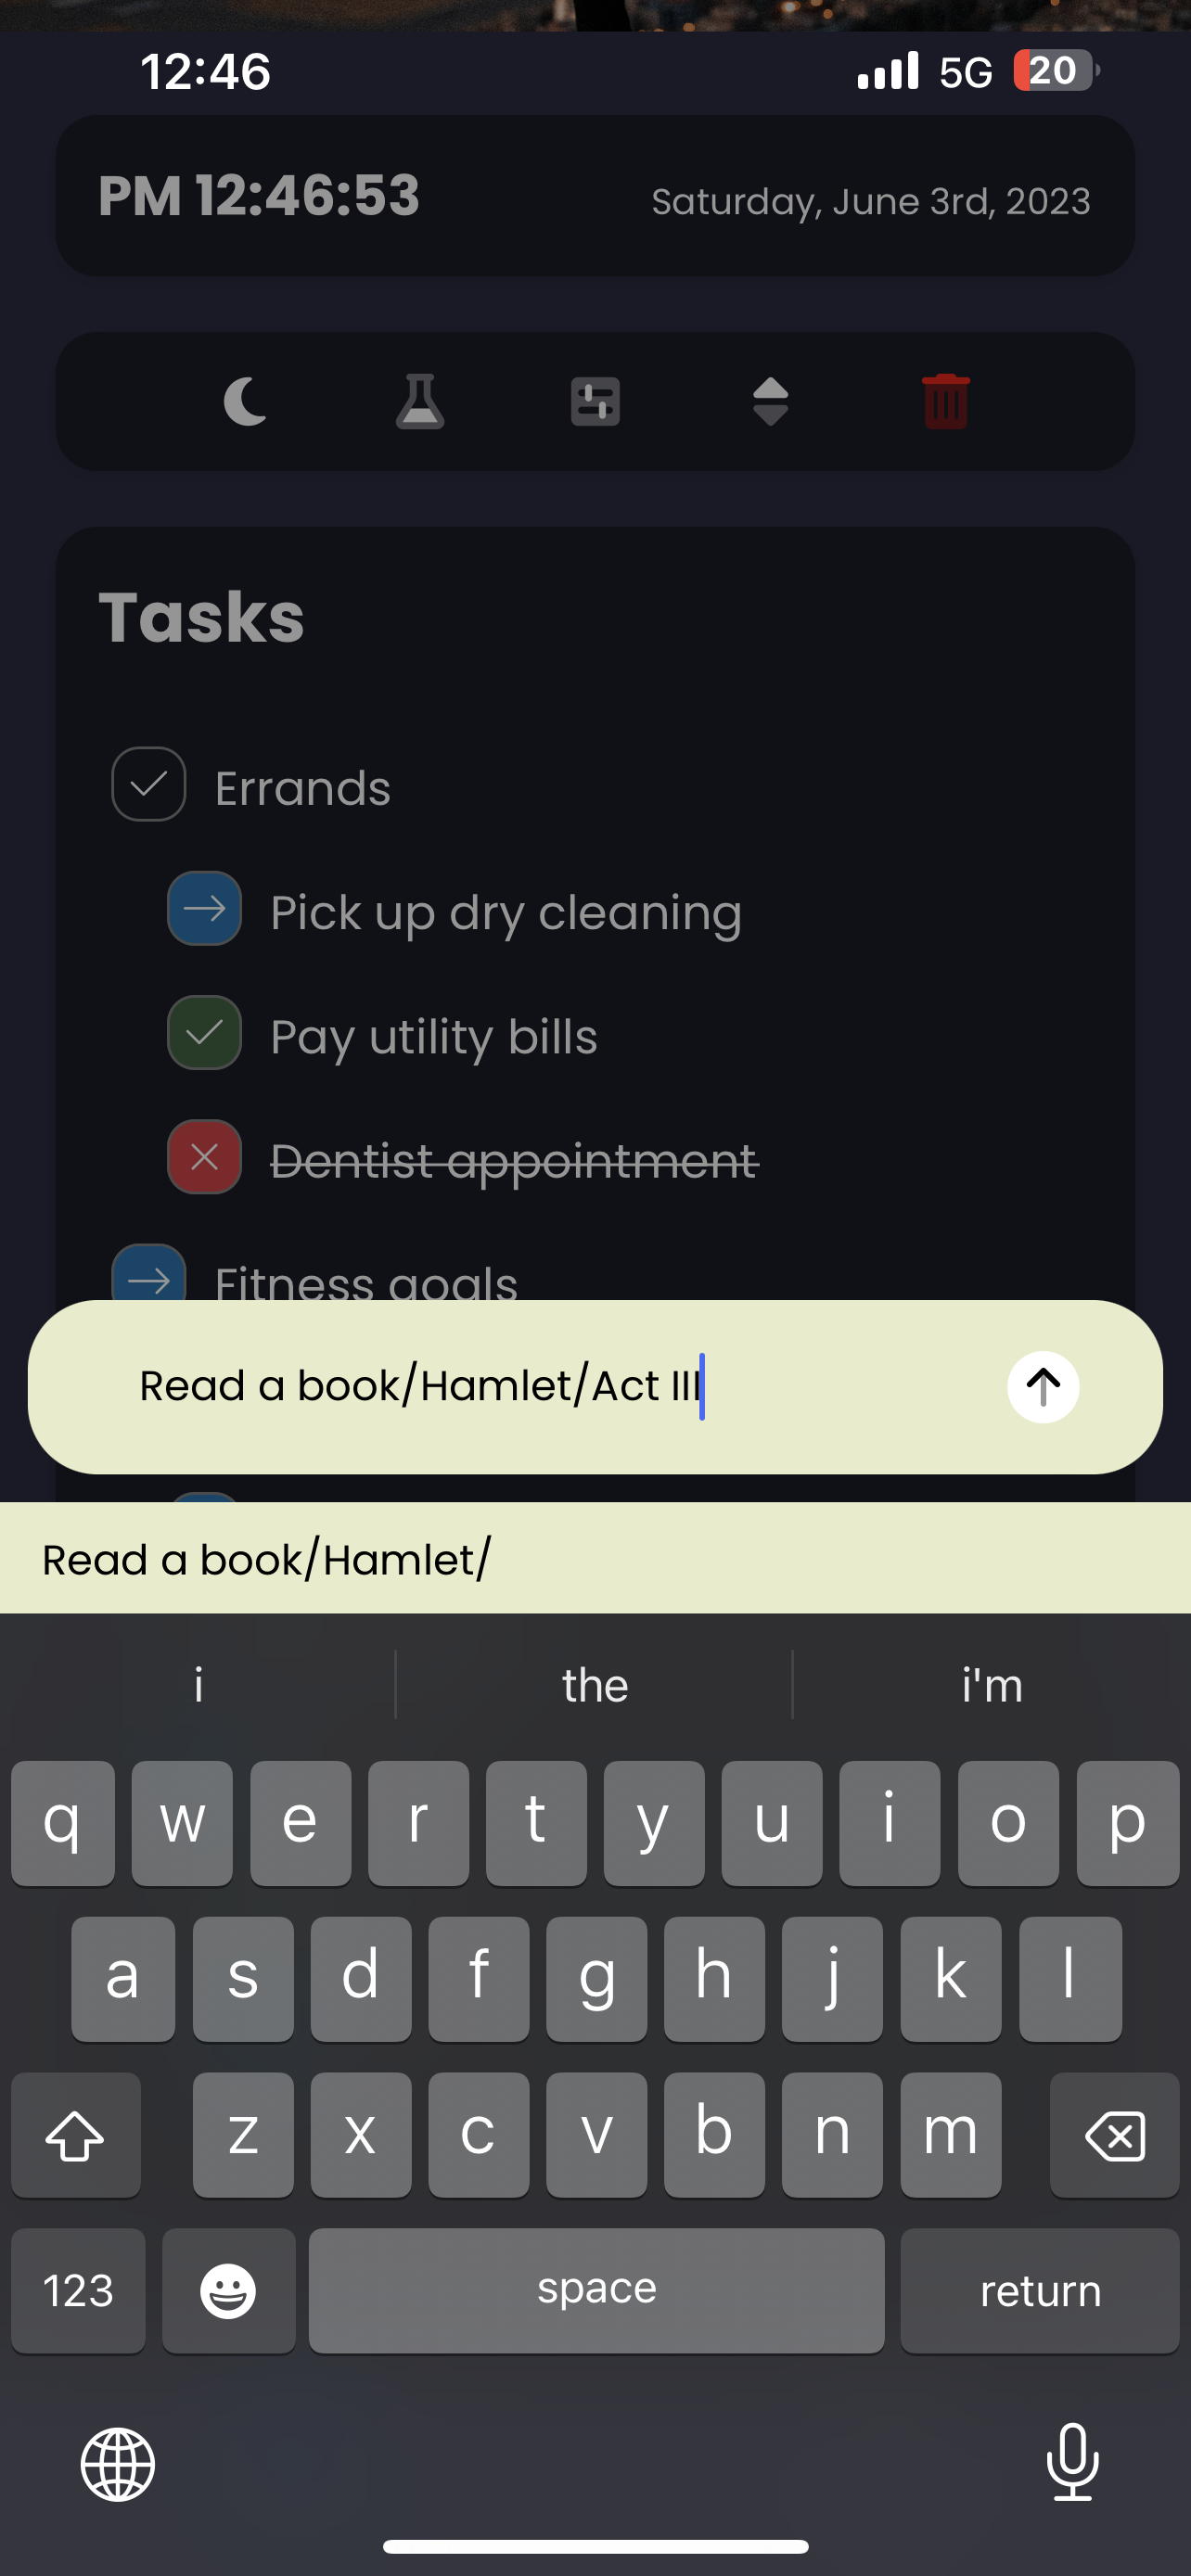 12:46 5G 20
PM 12:46:53 Saturday, June 3rd, 2023
Tasks
Errands
Pick up dry cleaning
Pay utility bills
Dentist appointment
Fitness goals
Read a book/Hamlet/Act III
Read a book/Hamlet/
i the i'm
q w e r t y u i o p
a s d f g h j k l
z x c v b n m
123 space return